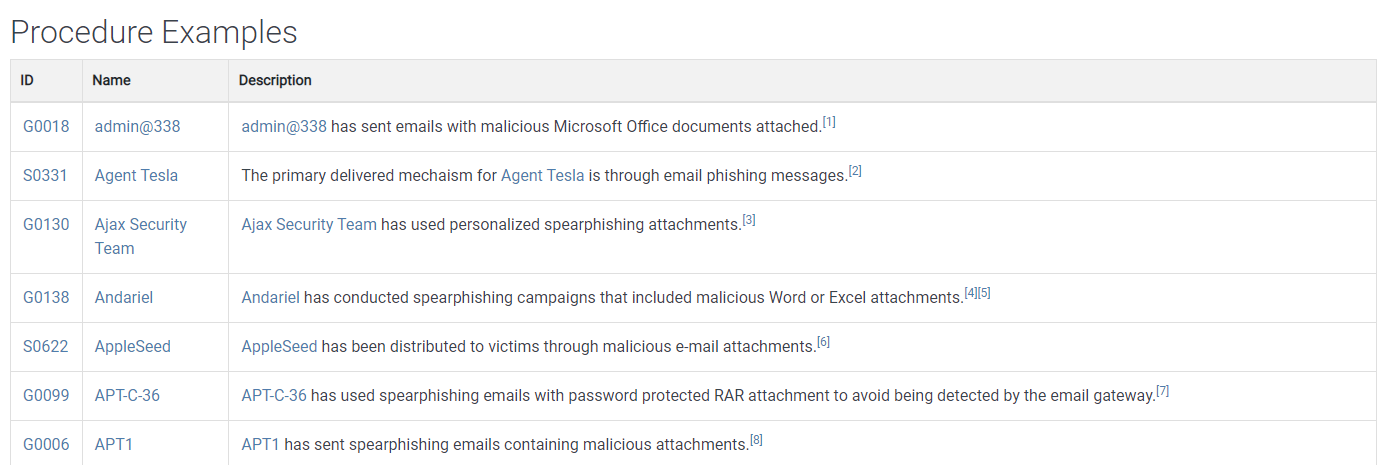 Procedure Examples
ID Name Description
G0018 admin@338 admin@338 has sent emails with malicious Microsoft Office documents attached.[1]
S0331 Agent Tesla The primary delivered mechaism for Agent Tesla is through email phishing messages.[2]
G0130 Ajax Security Ajax Security Team has used personalized spearphishing attachments.[3]
Team
G0138 Andariel Andariel has conducted spearphishing campaigns that included malicious Word or Excel attachments.[4][5]
S0622 AppleSeed AppleSeed has been distributed to victims through malicious e-mail attachments.[6]
G0099 APT-C-36 APT-C-36 has used spearphishing emails with password protected RAR attachment to avoid being detected by the email gateway.[7]
G0006 APT1 APT1 has sent spearphishing emails containing malicious attachments.[8]